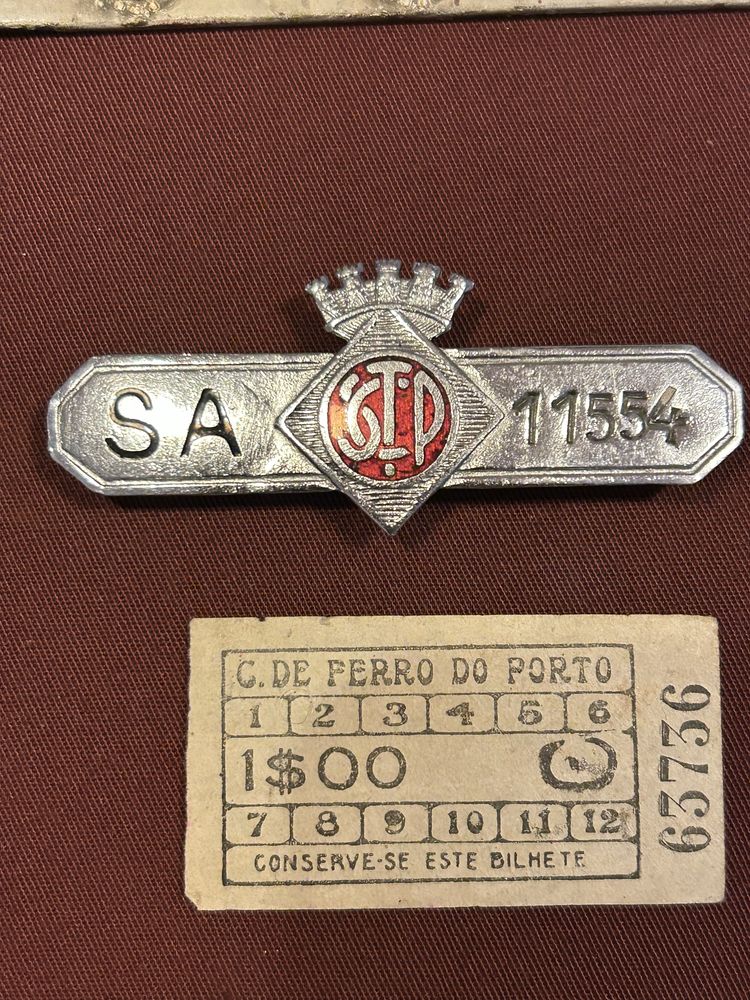 SA STCP 11554
C. DE FERRO DO PORTO
1 2 3 4 5 6
1$00 C
7 8 9 10 11 12
CONSERVE-SE ESTE BILHETE
63736